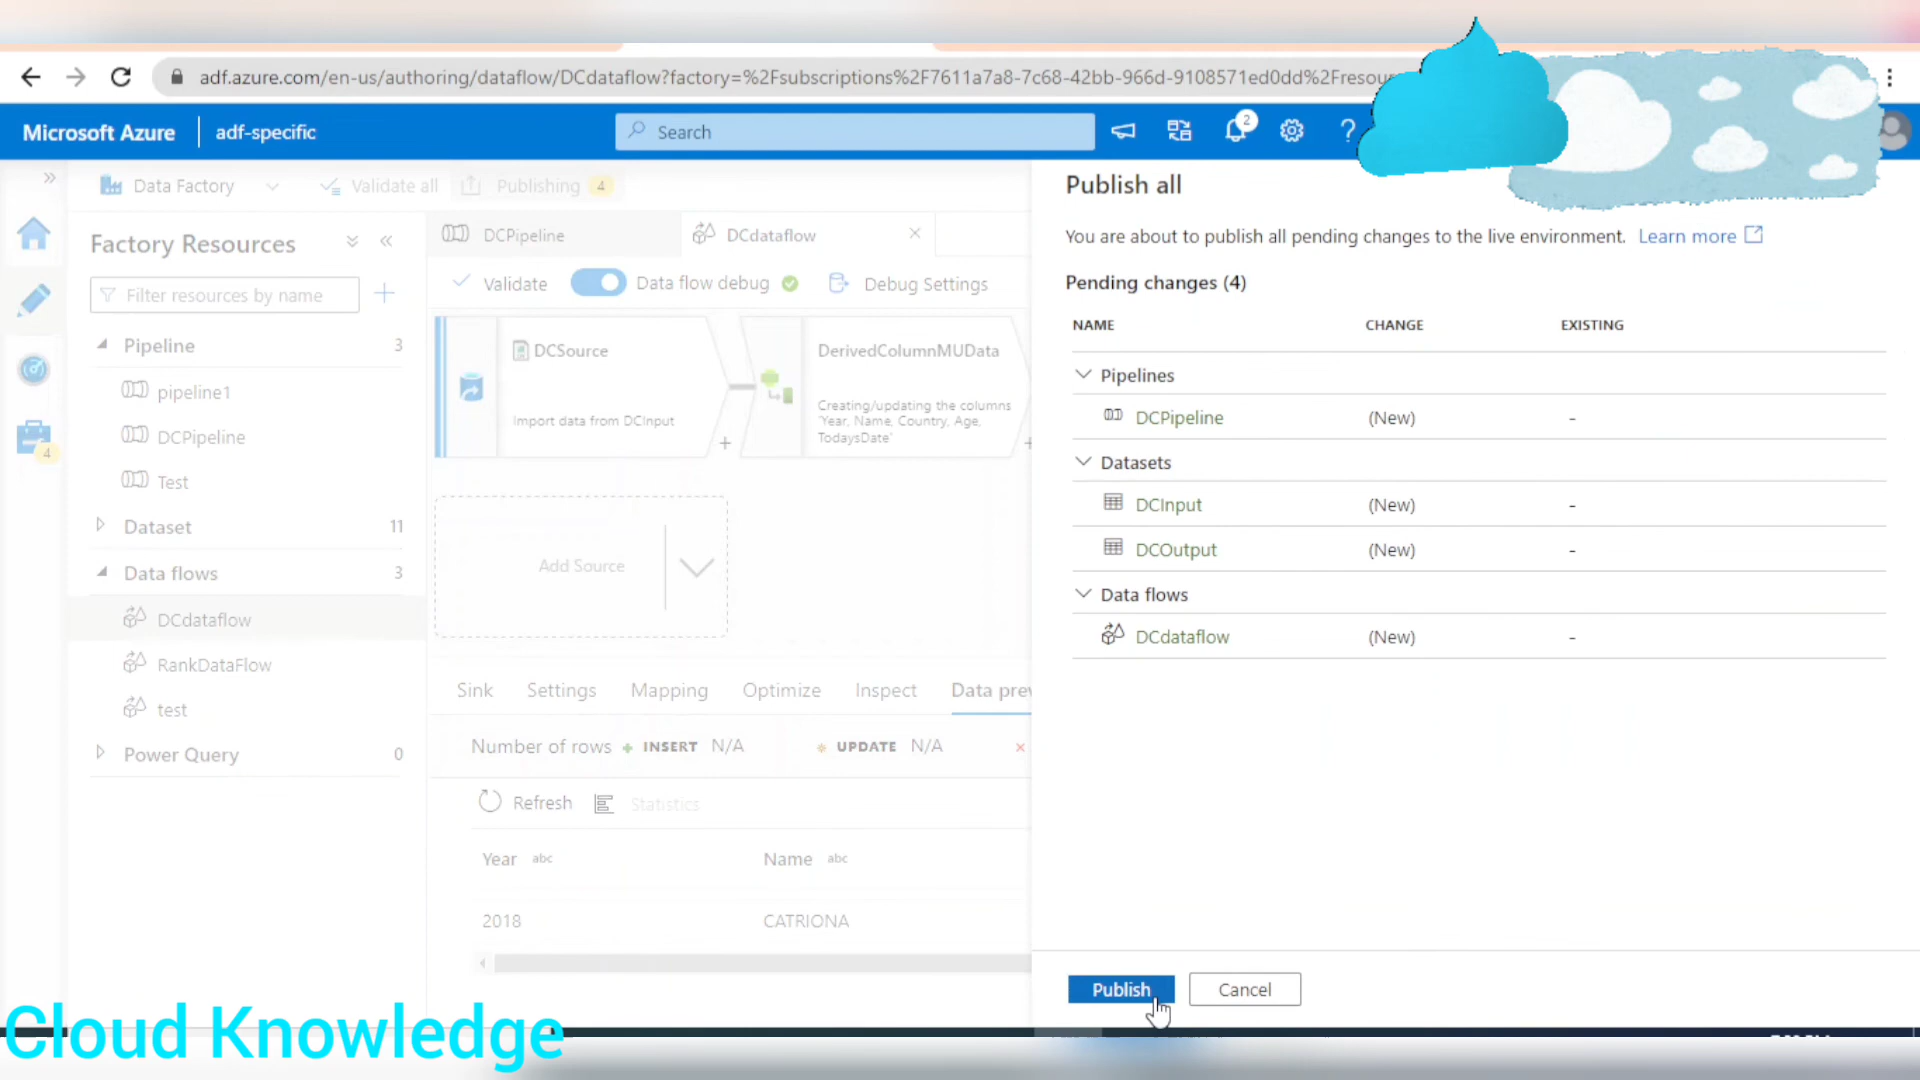 adf.azure.com/en-us/authoring/dataflow/DCdataflow?factory=%2Fsubscriptions%2F7611a7a8-7c68-42bb-966d-9108571ed0dd%2Fresou
Microsoft Azure
adf-specific
Search
2
?
Data Factory
Validate all
Publishing 4
Factory Resources
Filter resources by name
Pipeline 3
pipeline1
DCPipeline
Test
Dataset 11
Data flows 3
DCdataflow
RankDataFlow
test
Power Query 0
4
DCPipeline
DCdataflow
Validate
Data flow debug
Debug Settings
DCSource
Import data from DCInput
DerivedColumnMUData
Creating/updating the columns
'Year, Name, Country, Age,
TodaysDate'
Add Source
Sink Settings Mapping Optimize Inspect Data prev
Number of rows + INSERT N/A UPDATE N/A
Refresh Statistics
Year abc Name abc
2018 CATRIONA
Publish all
You are about to publish all pending changes to the live environment. Learn more
Pending changes (4)
NAME CHANGE EXISTING
Pipelines
DCPipeline (New) -
Datasets
DCInput (New) -
DCOutput (New) -
Data flows
DCdataflow (New) -
Publish
Cancel
Cloud Knowledge